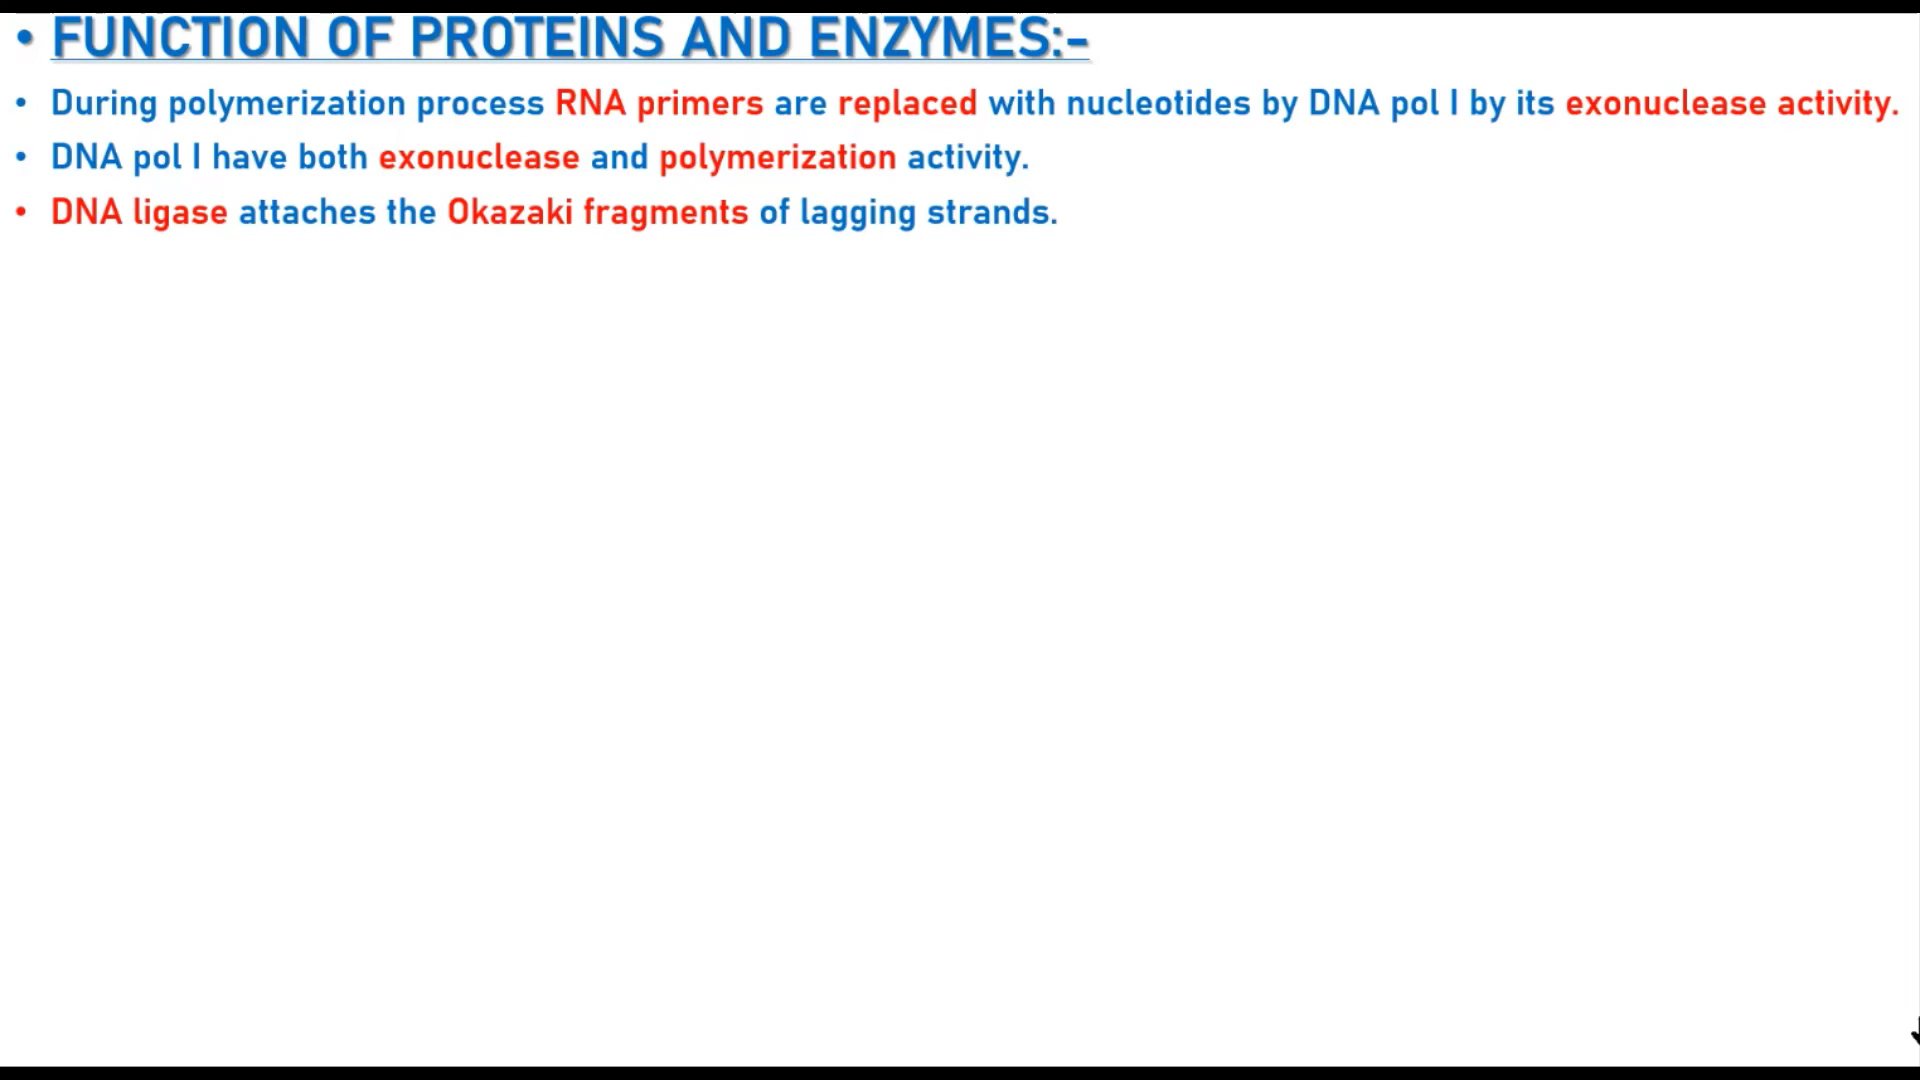 • FUNCTION OF PROTEINS AND ENZYMES:-
• During polymerization process RNA primers are replaced with nucleotides by DNA pol I by its exonuclease activity.
• DNA pol I have both exonuclease and polymerization activity.
• DNA ligase attaches the Okazaki fragments of lagging strands.